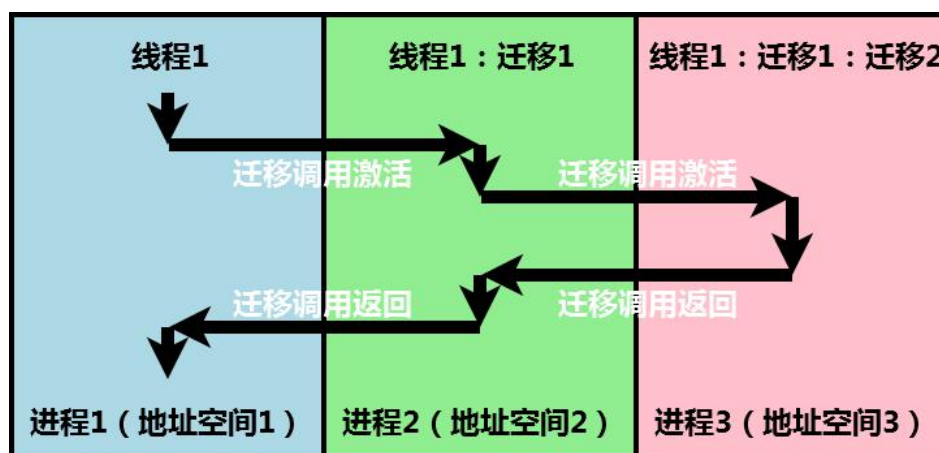 线程1
线程1：迁移1
线程1：迁移1：迁移2
迁移调用激活
迁移调用激活
迁移调用返回
迁移调用返回
进程1（地址空间1）
进程2（地址空间2）
进程3（地址空间3）